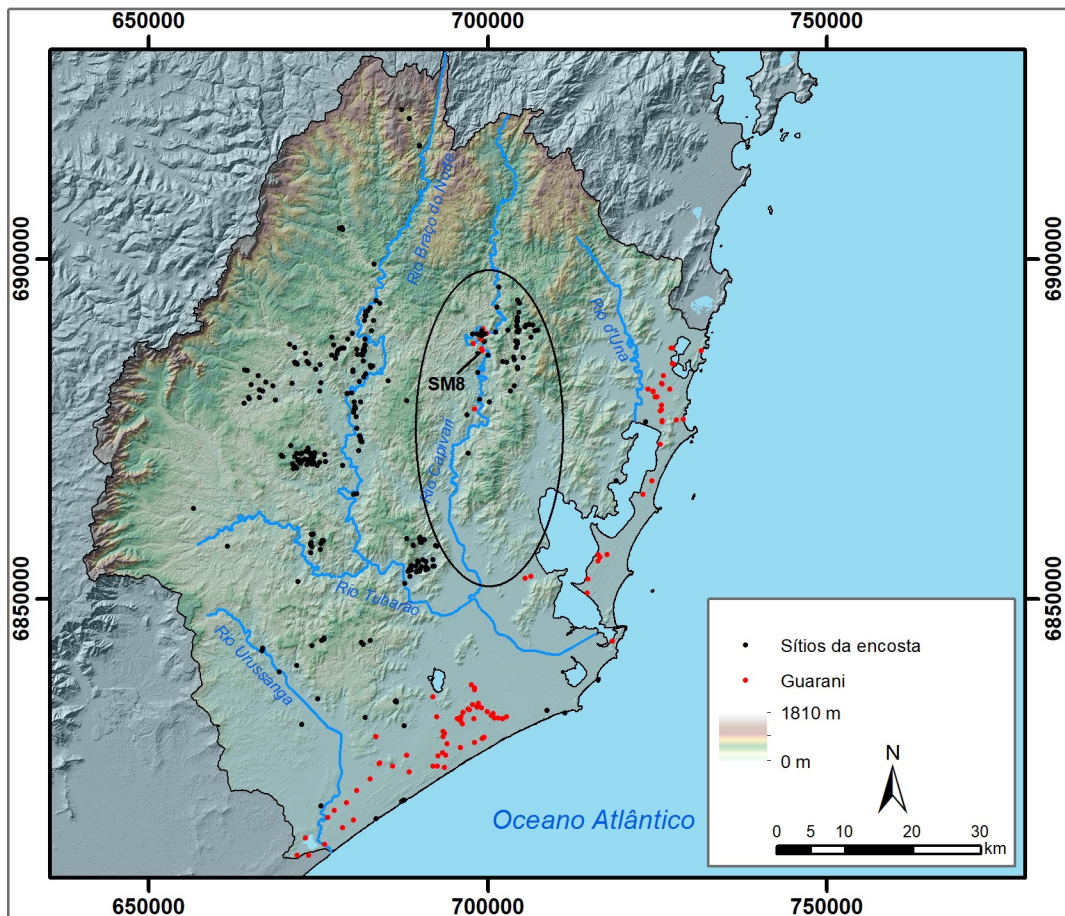 650000
700000
750000
6900000
6900000
6850000
6850000
Rio Braço do Node
Rio Capivari
Rio d'Una
SM8
Rio Tubarão
Rio Urussanga
Oceano Atlântico
Sítios da encosta
Guarani
1810 m
0 m
N
0 5 10 20 30
km
650000
700000
750000